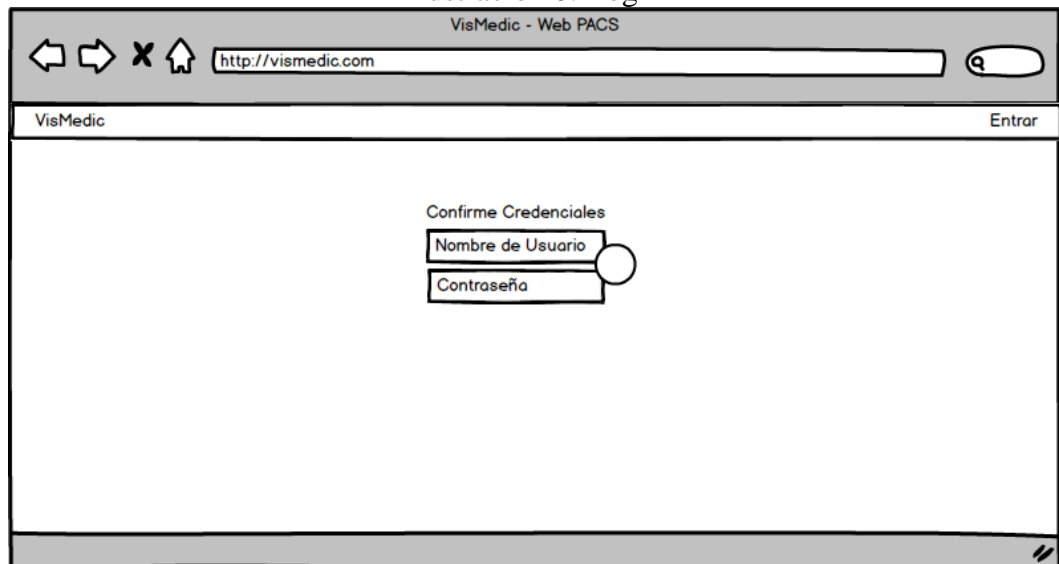 VisMedic - Web PACS
http://vismedic.com
VisMedic
Entrar
Confirme Credenciales
Nombre de Usuario
Contraseña